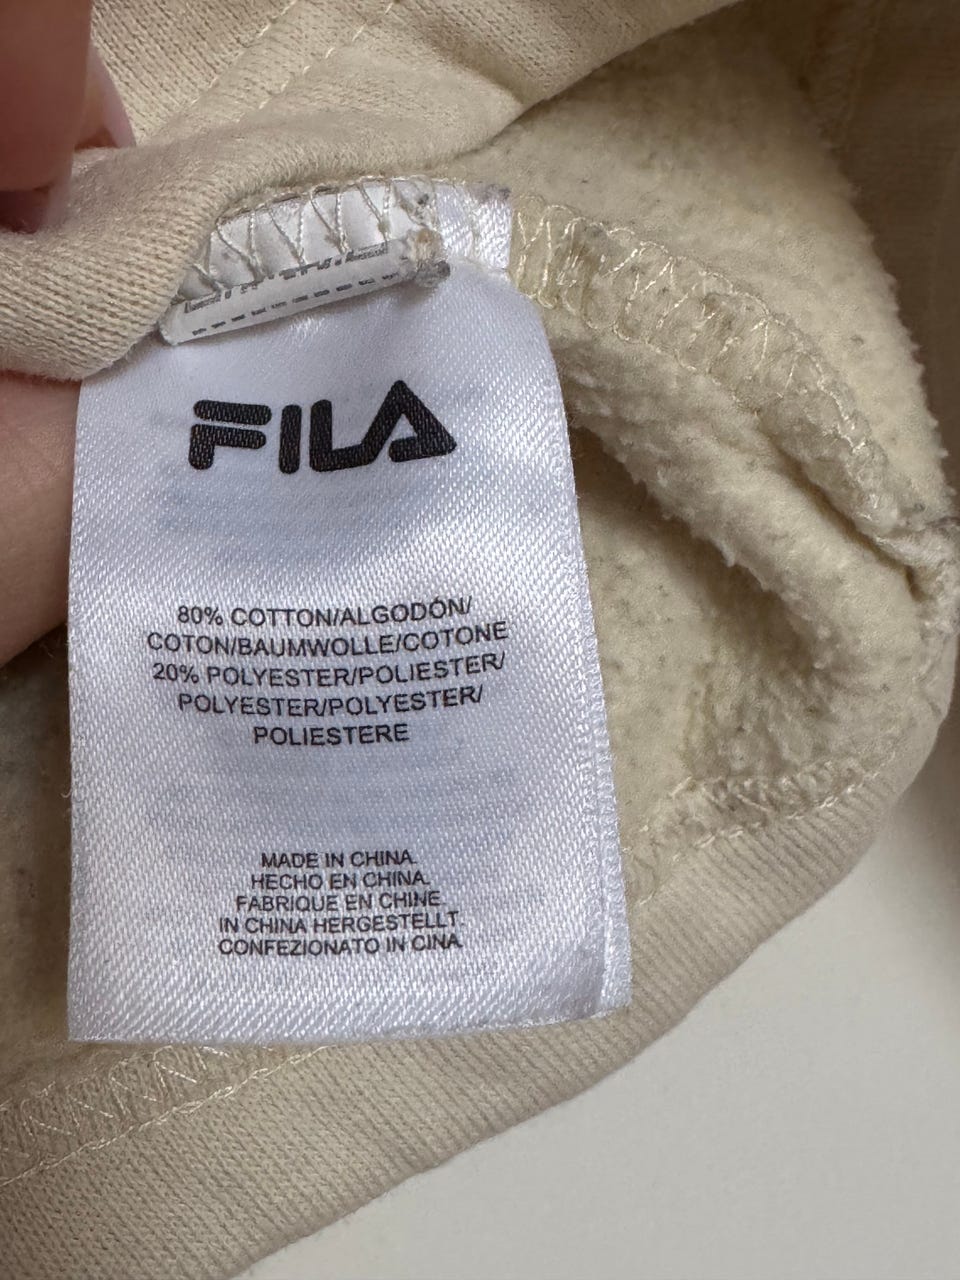 FILA
80% COTTON/ALGODÓN/
COTON/BAUMWOLLE/COTONE
20% POLYESTER/POLIESTER/
POLYESTER/POLYESTER/
POLIESTERE
MADE IN CHINA.
HECHO EN CHINA.
FABRIQUE EN CHINE.
IN CHINA HERGESTELLT.
CONFEZIONATO IN CINA.